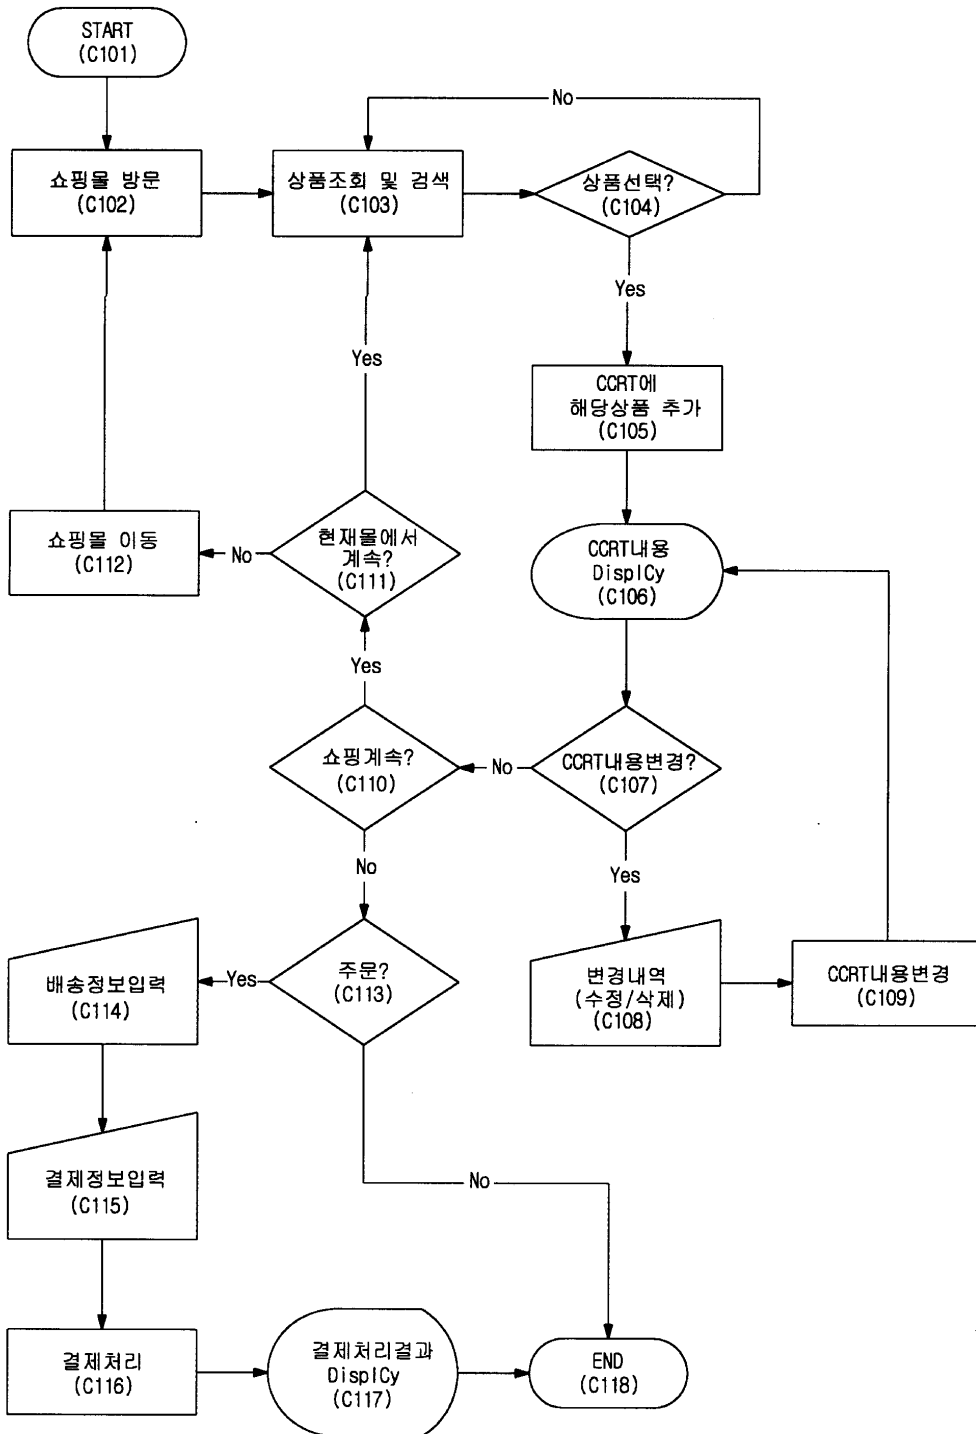 START
(C101)
No
쇼핑몰 방문
(C102)
상품조회 및 검색
(C103)
상품선택?
(C104)
Yes
Yes
CCRT에
해당상품 추가
(C105)
쇼핑몰 이동
(C112)
No
현재몰에서
계속?
(C111)
CCRT내용
DisplCy
(C106)
Yes
쇼핑계속?
(C110)
No
CCRT내용변경?
(C107)
No
Yes
배송정보입력
(C114)
Yes
주문?
(C113)
변경내역
(수정/삭제)
(C108)
CCRT내용변경
(C109)
결제정보입력
(C115)
No
결제처리
(C116)
결제처리결과
DisplCy
(C117)
END
(C118)